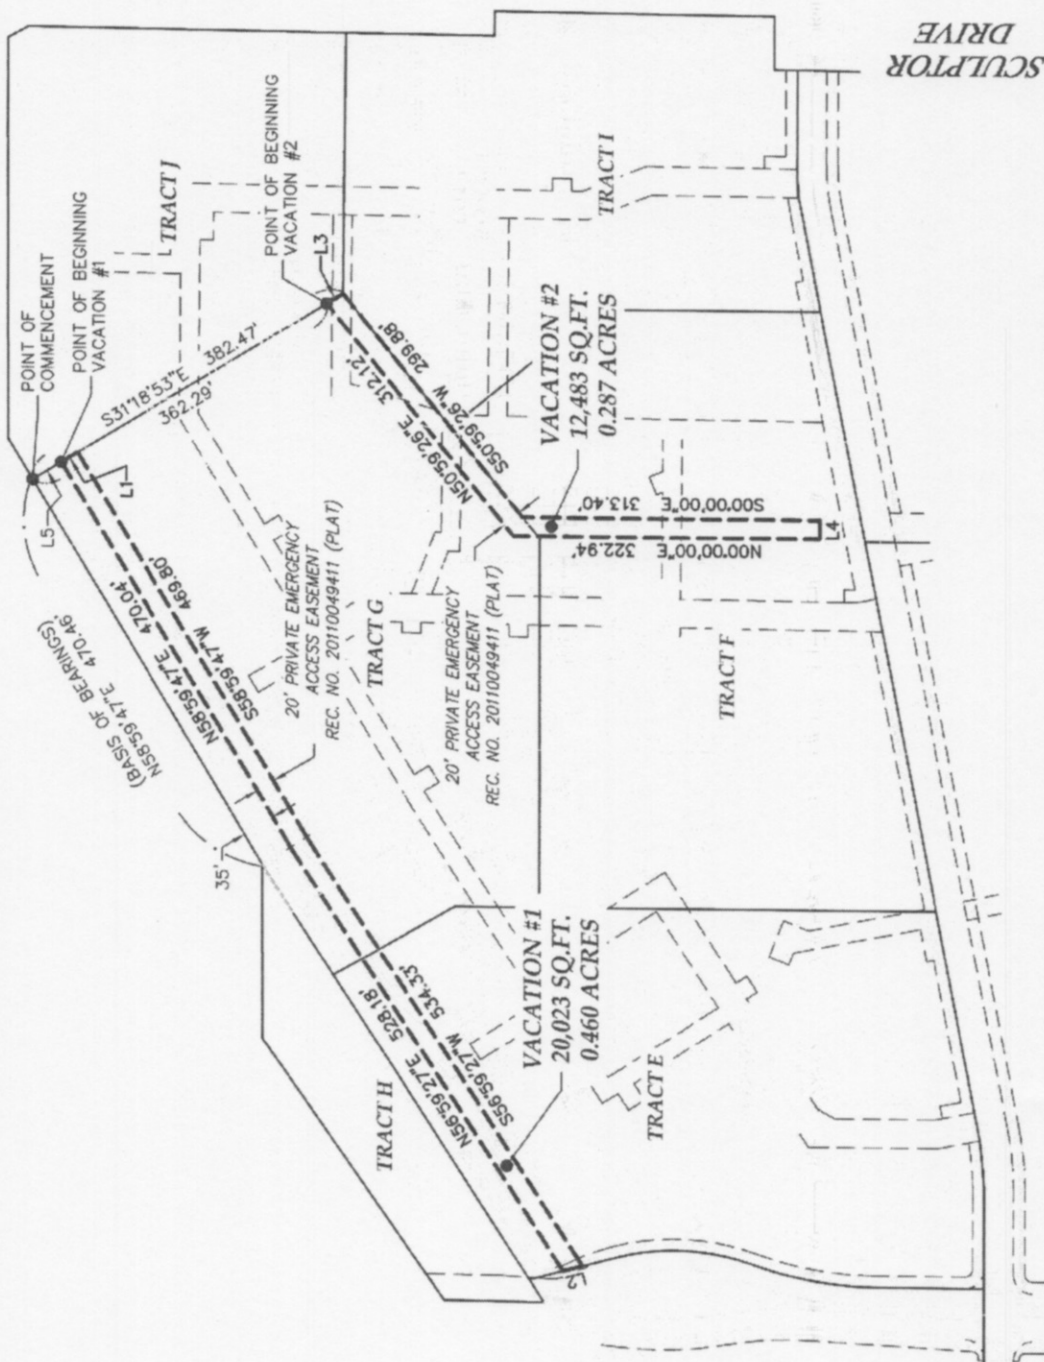 SCULPTOR
DRIVE
POINT OF
COMMENCEMENT
POINT OF BEGINNING
VACATION #1
TRACT J
POINT OF BEGINNING
VACATION #2
L3
TRACT I
S31°18'53"E 382.47'
362.29'
L5
L1
(BASIS OF BEARINGS)
N58°59'47"E 470.46'
N58°59'47"E 470.04'
S58°59'47"W 469.80'
N50°59'26"E 312.12'
S50°59'26"W 299.88'
VACATION #2
12,483 SQ.FT.
0.287 ACRES
20' PRIVATE EMERGENCY
ACCESS EASEMENT
REC. NO. 20110049411 (PLAT)
TRACT G
20' PRIVATE EMERGENCY
ACCESS EASEMENT
REC. NO. 20110049411 (PLAT)
S00°00'00"E 313.40'
N00°00'00"E 322.94'
L4
TRACT F
35'
VACATION #1
20,023 SQ.FT.
0.460 ACRES
N56°59'27"E 528.18'
S56°59'27"W 534.33'
TRACT H
TRACT E
L2